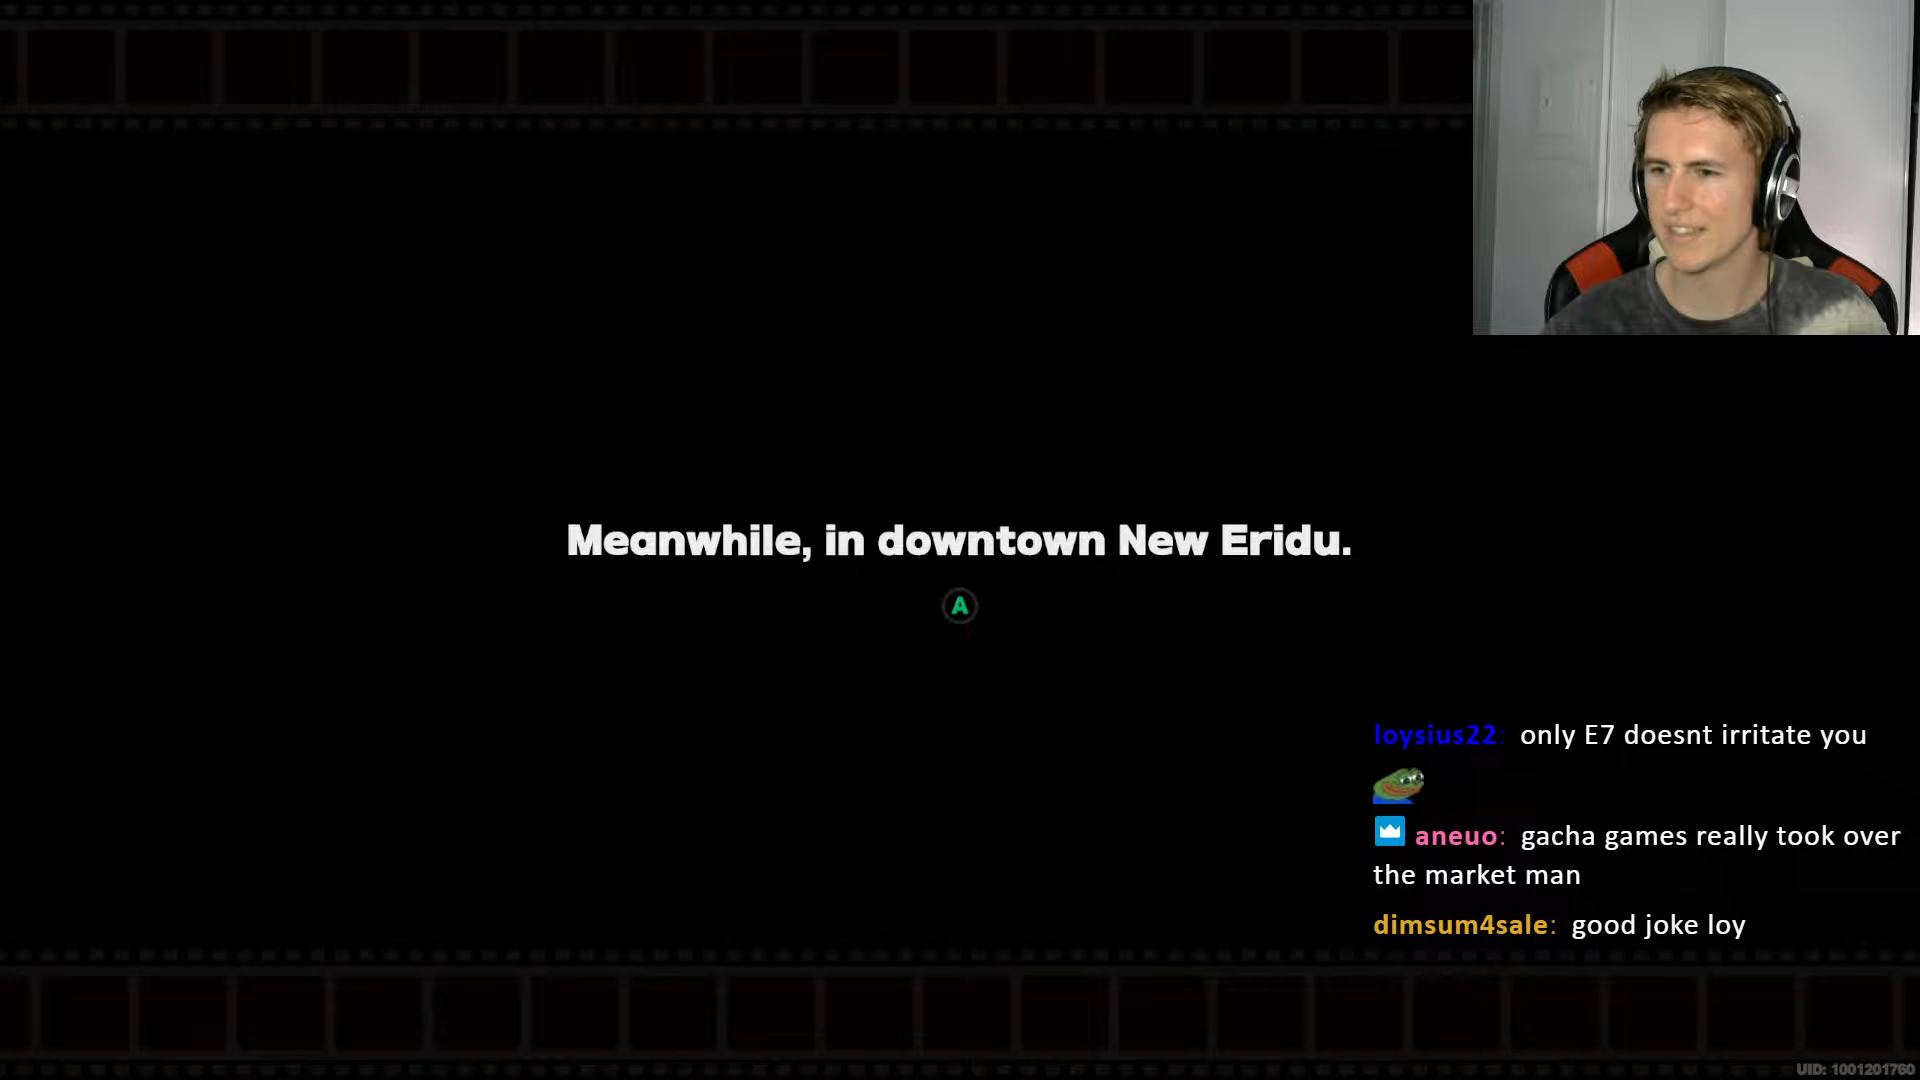 Meanwhile, in downtown New Eridu.
A
loysius22: only E7 doesnt irritate you
aneuo: gacha games really took over
the market man
dimsum4sale: good joke loy
UID: 1001201760